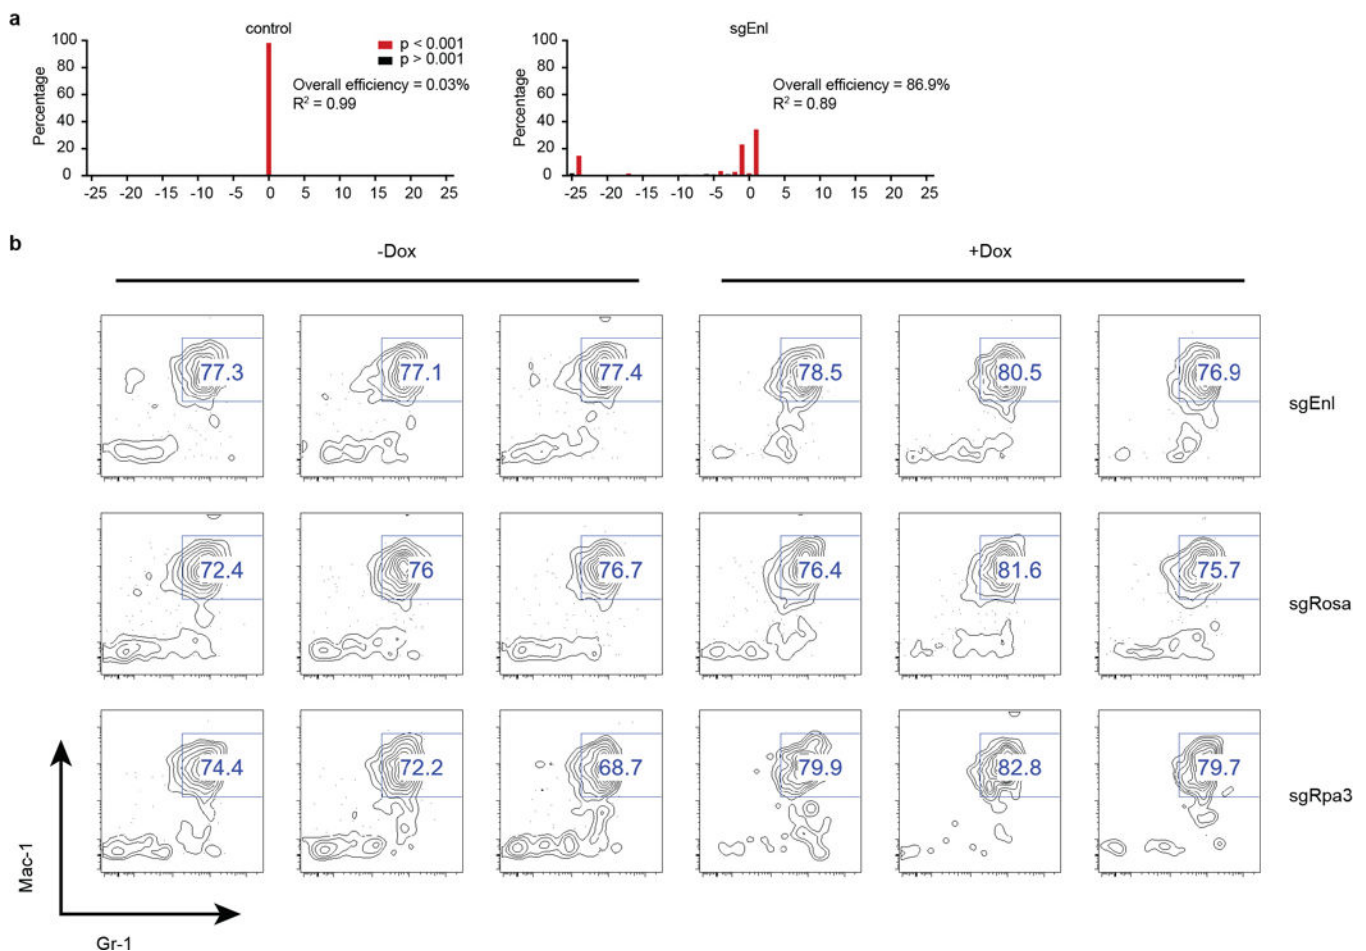 a
control
sgEnl
100
80
60
40
20
0
Percentage
p < 0.001
p > 0.001
Overall efficiency = 0.03%
R² = 0.99
-25 -20 -15 -10 -5 0 5 10 15 20 25
100
80
60
40
20
0
Percentage
Overall efficiency = 86.9%
R² = 0.89
-25 -20 -15 -10 -5 0 5 10 15 20 25
b
-Dox +Dox
77.3 77.1 77.4 78.5 80.5 76.9 sgEnl
72.4 76 76.7 76.4 81.6 75.7 sgRosa
74.4 72.2 68.7 79.9 82.8 79.7 sgRpa3
Mac-1
Gr-1